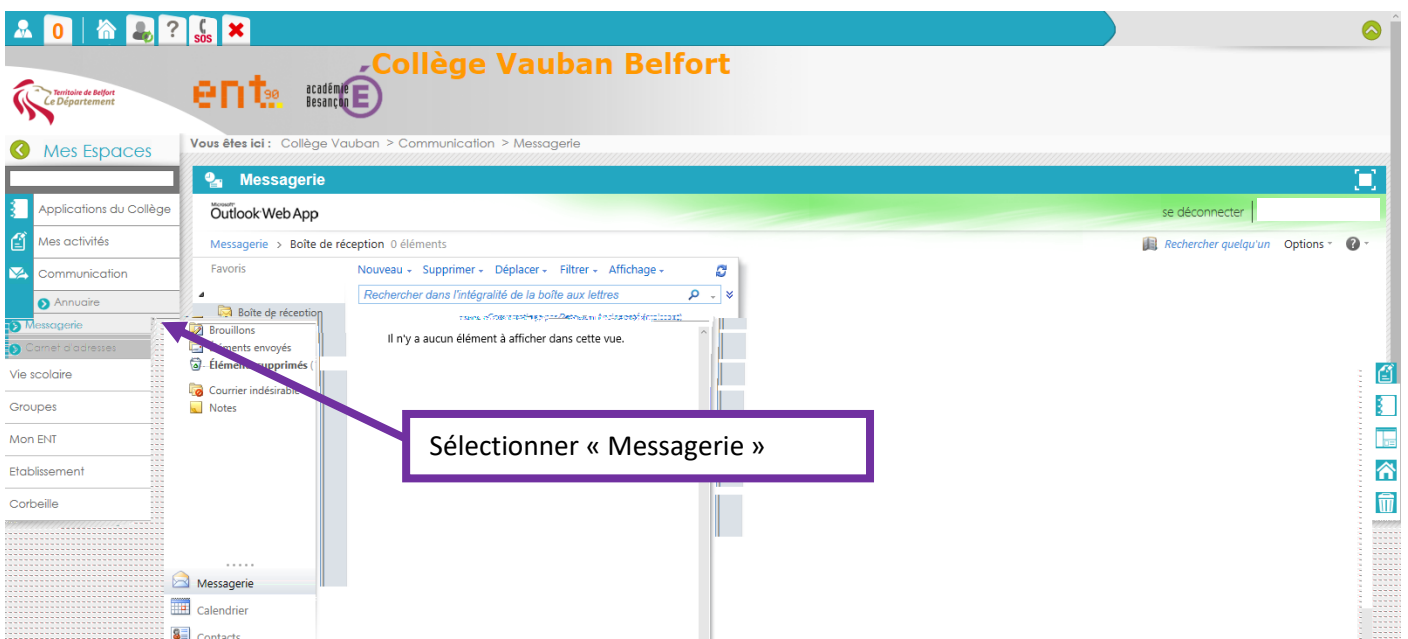 0
?
SOS
Collège Vauban Belfort
Territoire de Belfort
Le Département
ent90
académie
Besançon
É
Mes Espaces
Vous êtes ici : Collège Vauban > Communication > Messagerie
Messagerie
Applications du Collège
Mes activités
Communication
Annuaire
Messagerie
Carnet d'adresses
Vie scolaire
Groupes
Mon ENT
Etablissement
Corbeille
Microsoft
Outlook Web App
se déconnecter
Messagerie > Boîte de réception 0 éléments
Rechercher quelqu'un Options ?
Favoris
Nouveau Supprimer Déplacer Filtrer Affichage
Rechercher dans l'intégralité de la boîte aux lettres
Boîte de réception
Brouillons
Éléments envoyés
Éléments supprimés (
Courrier indésirable
Notes
Il n'y a aucun élément à afficher dans cette vue.
Sélectionner « Messagerie »
Messagerie
Calendrier
Contacts